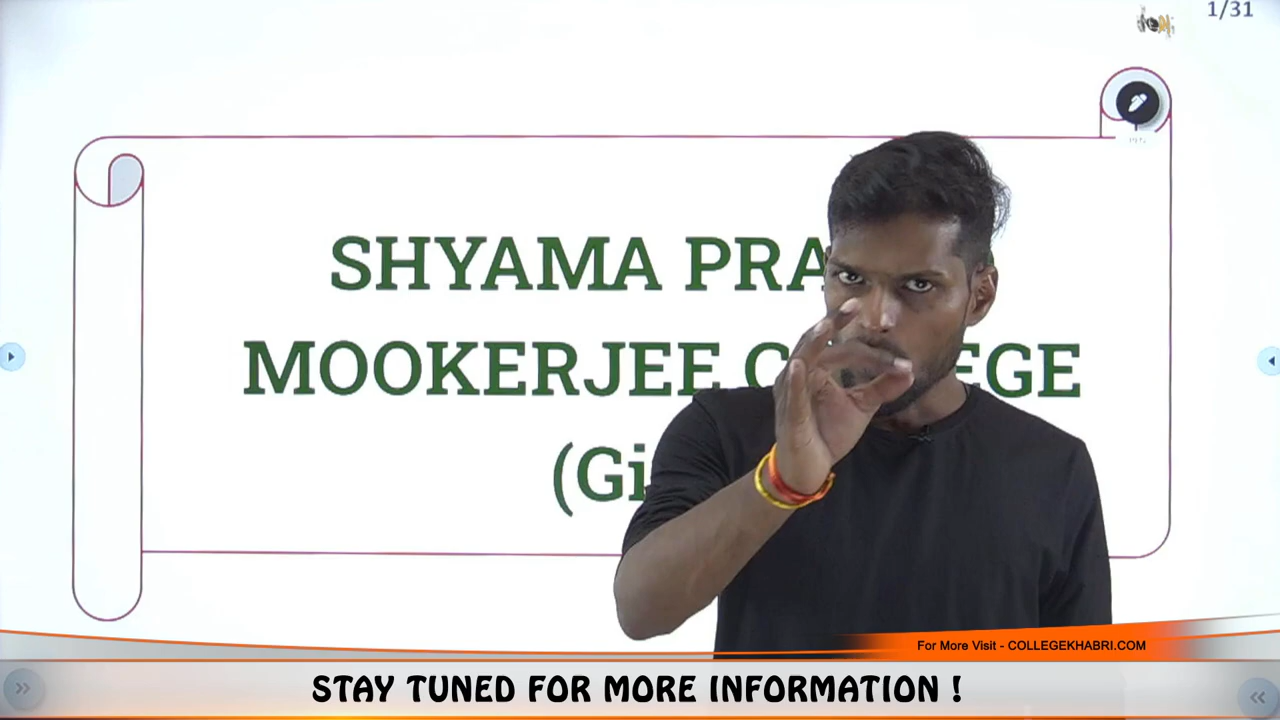 1/31
SHYAMA PRA
MOOKERJEE C EGE
(Gi
For More Visit - COLLEGEKHABRI.COM
STAY TUNED FOR MORE INFORMATION !